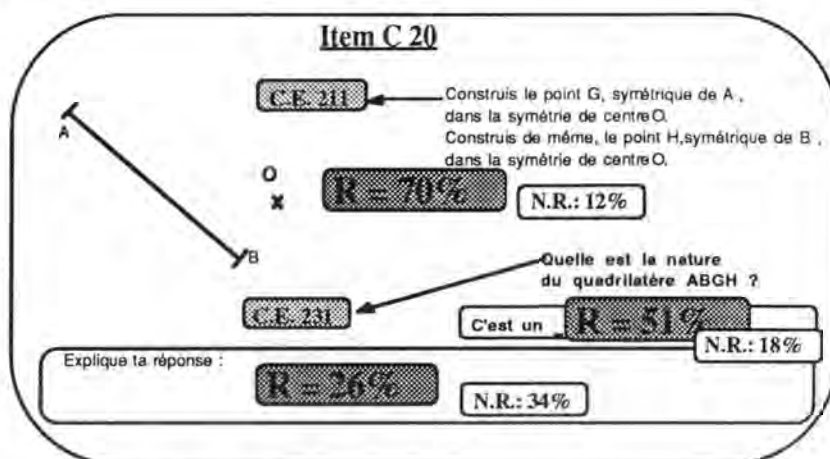 Item C 20
C.E. 211
Construis le point G, symétrique de A ,
dans la symétrie de centre O.
Construis de même, le point H,symétrique de B ,
dans la symétrie de centre O.
A
O
R = 70%
N.R.: 12%
B
Quelle est la nature
du quadrilatère ABGH ?
C.E. 231
C'est un _
R = 51%
N.R.: 18%
Explique ta réponse :
R = 26%
N.R.: 34%